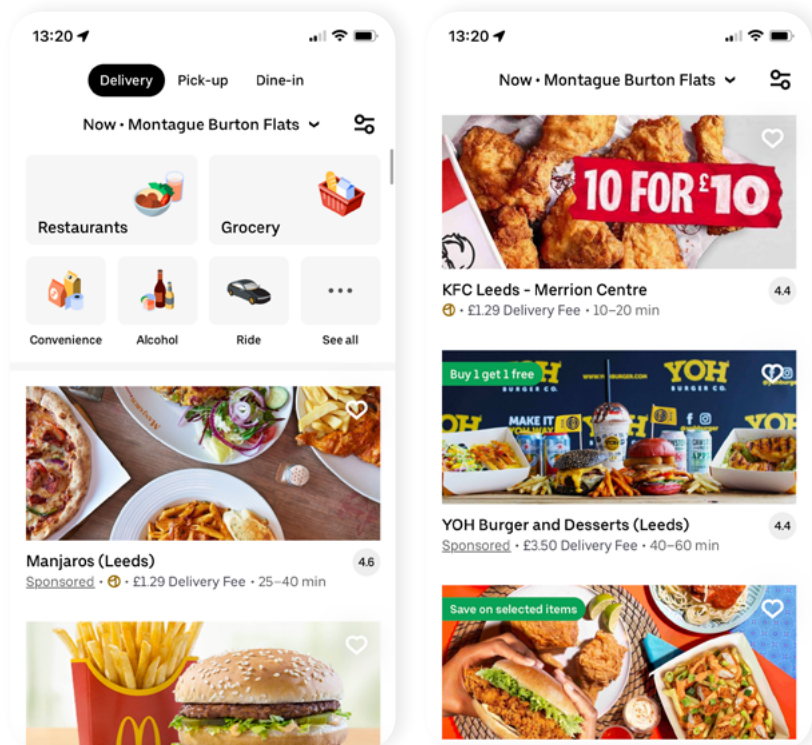 13:20
Delivery Pick-up Dine-in
Now • Montague Burton Flats
Restaurants
Grocery
Convenience
Alcohol
Ride
See all
Manjaros (Leeds)
4.6
Sponsored • • £1.29 Delivery Fee • 25–40 min
13:20
Now • Montague Burton Flats
10 FOR £10
KFC Leeds - Merrion Centre
4.4
• £1.29 Delivery Fee • 10–20 min
Buy 1 get 1 free
YOH
BURGER CO.
MAKE IT
YOH WAY
YOH Burger and Desserts (Leeds)
4.4
Sponsored • £3.50 Delivery Fee • 40–60 min
Save on selected items